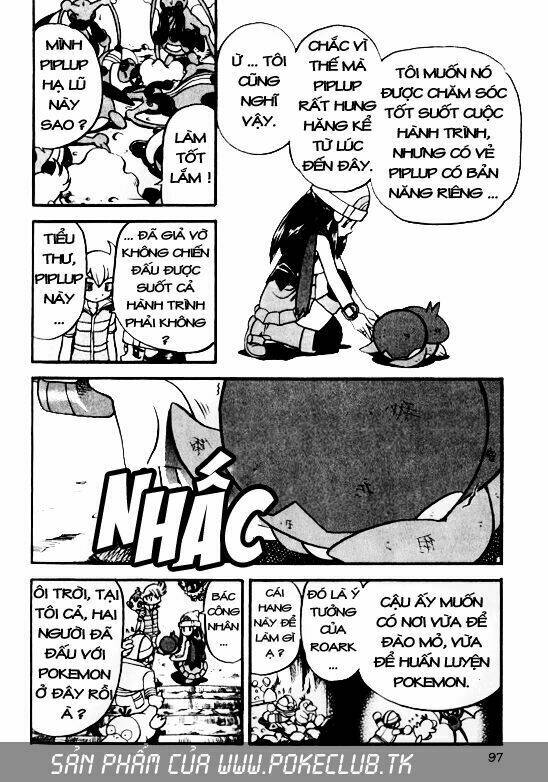 MÌNH
PIPLUP
HẠ LŨ
NÀY
SAO ?
LÀM
TỐT
LẮM !
TIỂU
THƯ,
PIPLUP
NÀY
...
... ĐÃ GIẢ VỜ
KHÔNG CHIẾN
ĐẤU ĐƯỢC
SUỐT CẢ
HÀNH TRÌNH
PHẢI KHÔNG
?
Ừ ... TÔI
CŨNG
NGHĨ
VẬY.
CHẮC VÌ
THẾ MÀ
PIPLUP
RẤT HUNG
HĂNG KỂ
TỪ LÚC
ĐẾN ĐÂY.
TÔI MUỐN NÓ
ĐƯỢC CHĂM SÓC
TỐT SUỐT CUỘC
HÀNH TRÌNH,
NHƯNG CÓ VẺ
PIPLUP CÓ BẢN
NĂNG RIÊNG ...
NHẤC
ÔI TRỜI, TẠI
TÔI CẢ, HAI
NGƯỜI ĐÃ
ĐẤU VỚI
POKEMON
Ở ĐÂY RỒI
À ?
BÁC
CÔNG
NHÂN ...
CÁI
HANG
NÀY ĐỂ
LÀM GÌ
Ạ ?
ĐÓ LÀ Ý
TƯỞNG
CỦA
ROARK
...
CẬU ẤY MUỐN
CÓ NƠI VỪA ĐỂ
ĐÀO MỎ, VỪA
ĐỂ HUẤN LUYỆN
POKEMON.
97
SẢN PHẨM CỦA WWW.POKECLUB.TK